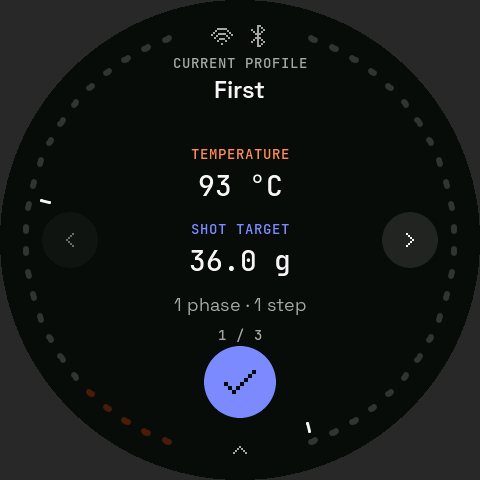 CURRENT PROFILE
First
TEMPERATURE
93 °C
SHOT TARGET
36.0 g
1 phase · 1 step
1 / 3